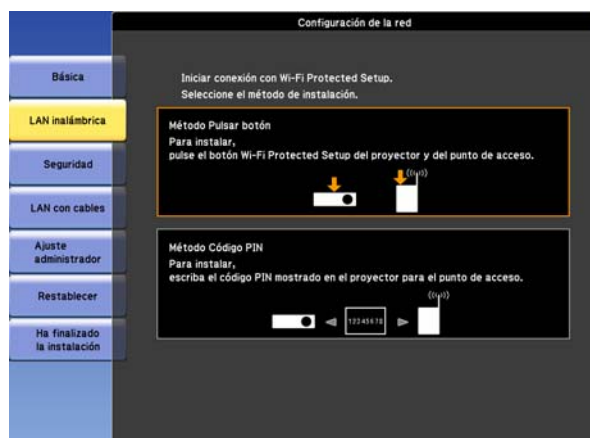 Configuración de la red
Básica
LAN inalámbrica
Seguridad
LAN con cables
Ajuste
administrador
Restablecer
Ha finalizado
la instalación
Iniciar conexión con Wi-Fi Protected Setup.
Seleccione el método de instalación.
Método Pulsar botón
Para instalar,
pulse el botón Wi-Fi Protected Setup del proyector y del punto de acceso.
Método Código PIN
Para instalar,
escriba el código PIN mostrado en el proyector para el punto de acceso.
12345678